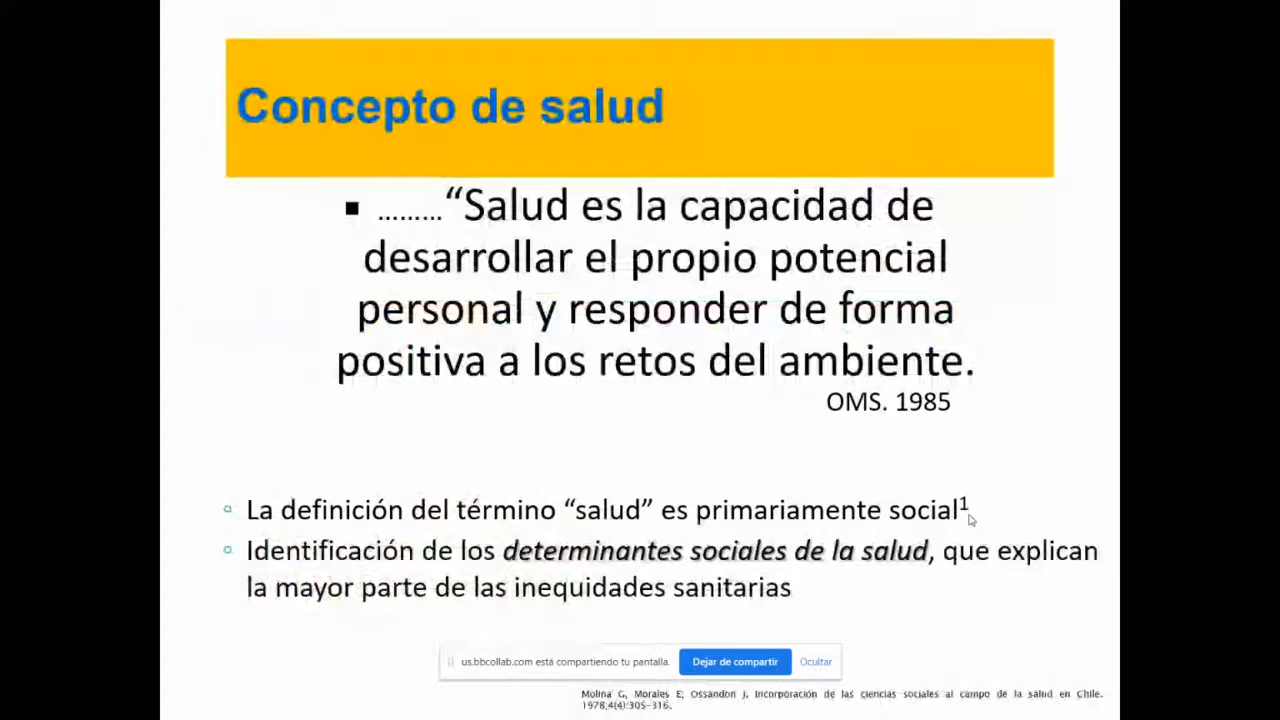 Concepto de salud
▪ ………“Salud es la capacidad de
desarrollar el propio potencial
personal y responder de forma
positiva a los retos del ambiente.
OMS. 1985
La definición del término “salud” es primariamente social¹
Identificación de los determinantes sociales de la salud, que explican
la mayor parte de las inequidades sanitarias
us.bbcollab.com está compartiendo tu pantalla. Dejar de compartir Ocultar
Molina G, Morales E, Ossandon J. Incorporación de las ciencias sociales al campo de la salud en Chile.
1978;4(4):305-316.